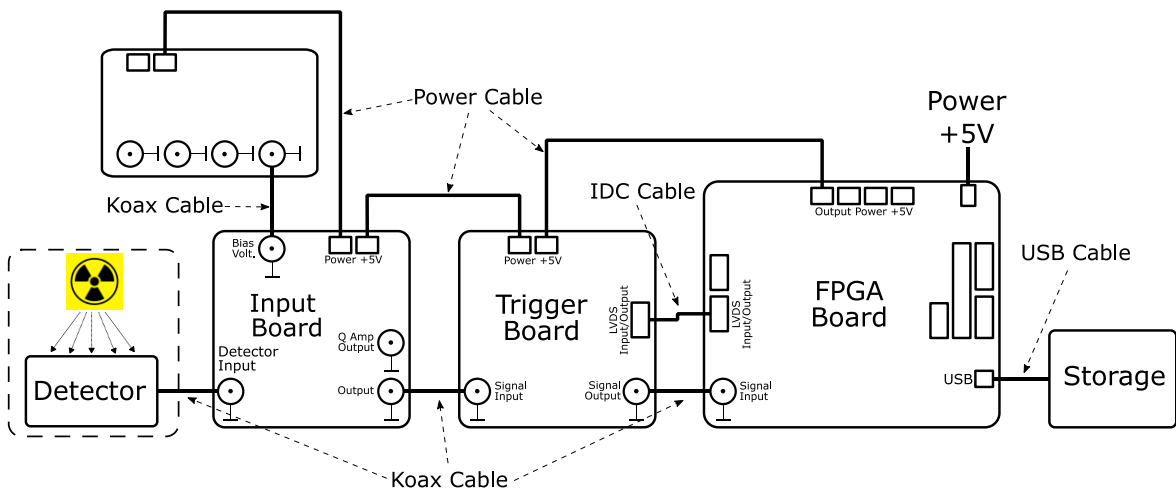 Power Cable
Power
+5V
IDC Cable
Koax Cable
Output Power +5V
Bias
Volt.
Power +5V
Power +5V
USB Cable
Input
Board
Trigger
Board
LVDS
Input/Output
LVDS
Input/Output
FPGA
Board
Q Amp
Output
Detector
Input
Detector
Output
Signal
Input
Signal
Output
Signal
Input
USB
Storage
Koax Cable